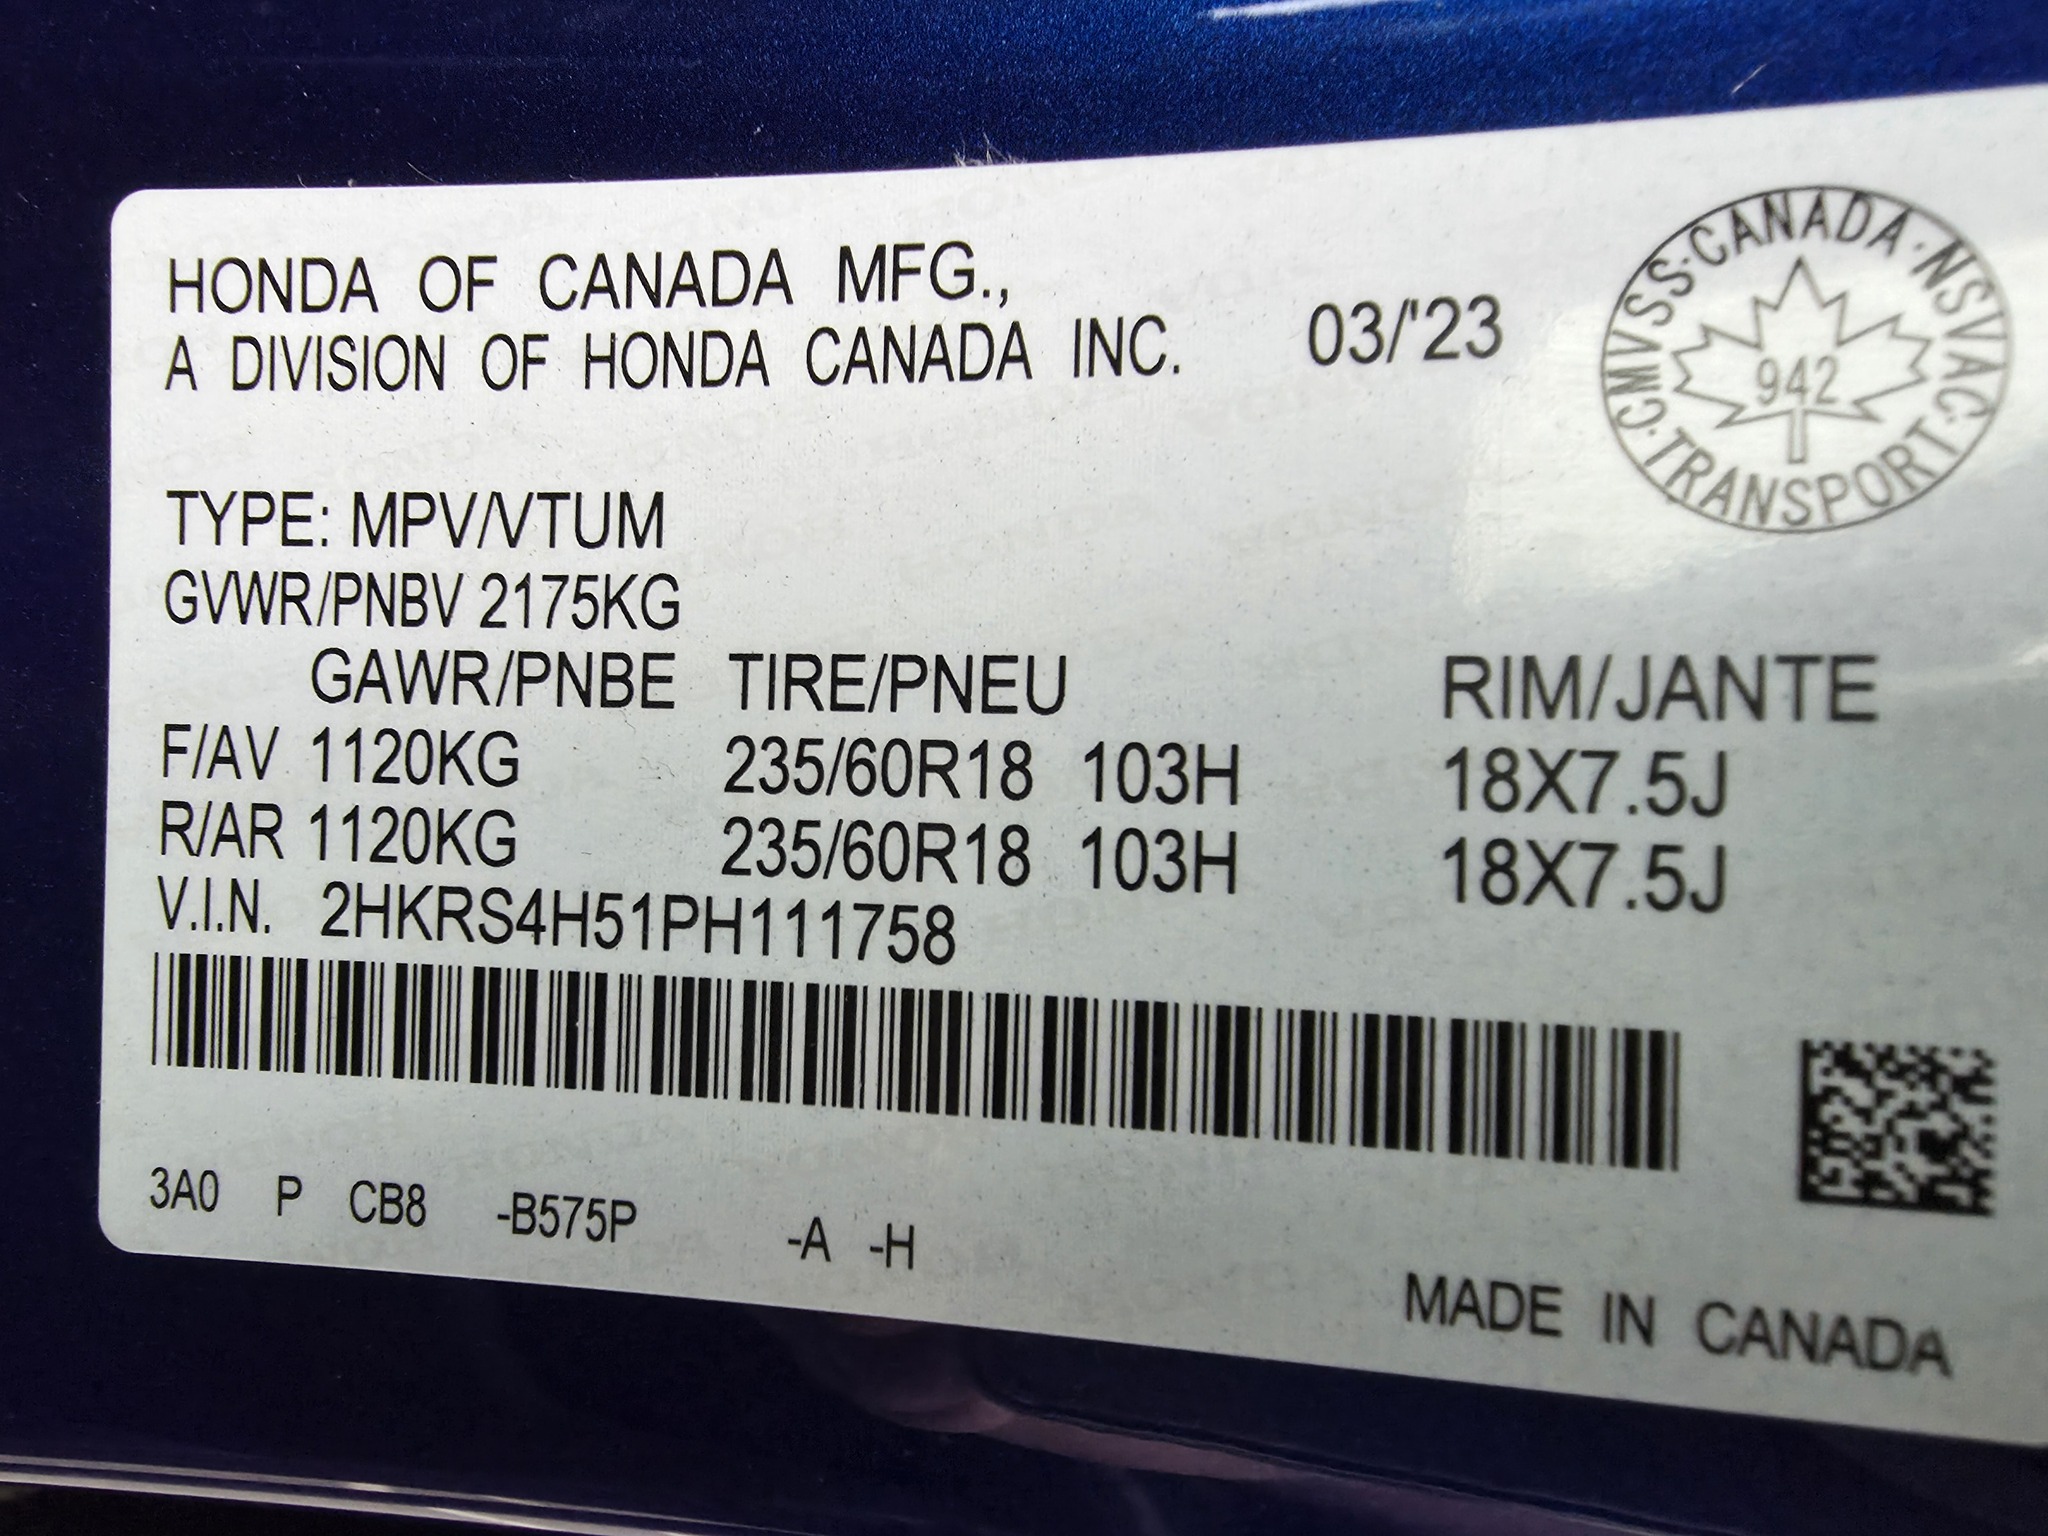 HONDA OF CANADA MFG.,
A DIVISION OF HONDA CANADA INC. 03/'23
CMVSS·CANADA·NSVAC·TRANSPORT·
942
TYPE: MPV/VTUM
GVWR/PNBV 2175KG
GAWR/PNBE TIRE/PNEU RIM/JANTE
F/AV 1120KG 235/60R18 103H 18X7.5J
R/AR 1120KG 235/60R18 103H 18X7.5J
V.I.N. 2HKRS4H51PH111758
3A0 P CB8 -B575P -A -H
MADE IN CANADA